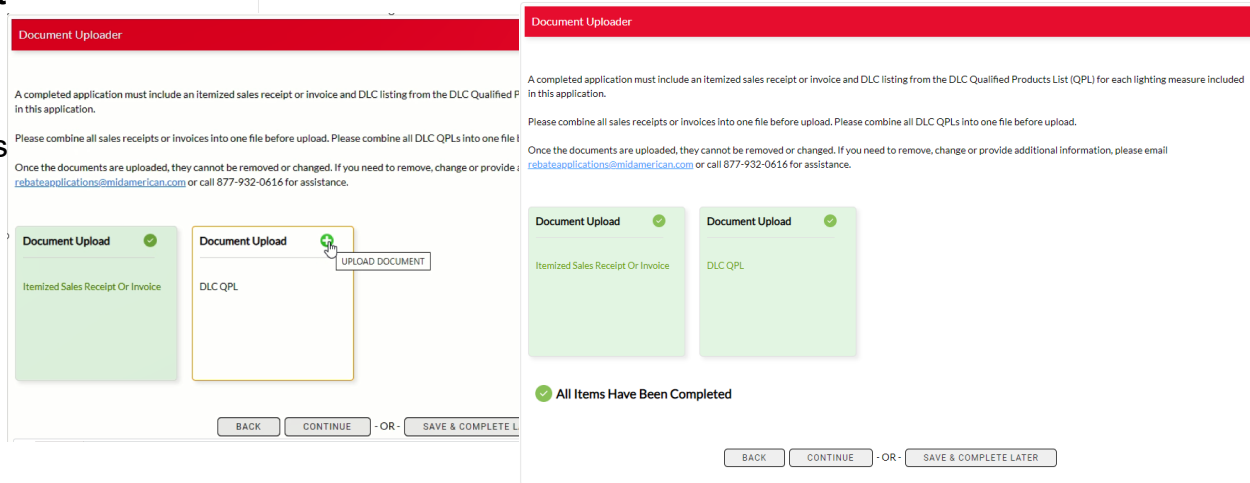 Document Uploader
A completed application must include an itemized sales receipt or invoice and DLC listing from the DLC Qualified P
in this application.
Please combine all sales receipts or invoices into one file before upload. Please combine all DLC QPLs into one file
Once the documents are uploaded, they cannot be removed or changed. If you need to remove, change or provide
rebateapplications@midamerican.com or call 877-932-0616 for assistance.
Document Upload
Itemized Sales Receipt Or Invoice
Document Upload
UPLOAD DOCUMENT
DLC QPL
BACK CONTINUE - OR - SAVE & COMPLETE L
Document Uploader
A completed application must include an itemized sales receipt or invoice and DLC listing from the DLC Qualified Products List (QPL) for each lighting measure included
in this application.
Please combine all sales receipts or invoices into one file before upload. Please combine all DLC QPLs into one file before upload.
Once the documents are uploaded, they cannot be removed or changed. If you need to remove, change or provide additional information, please email
rebateapplications@midamerican.com or call 877-932-0616 for assistance.
Document Upload
Itemized Sales Receipt Or Invoice
Document Upload
DLC QPL
All Items Have Been Completed
BACK CONTINUE - OR - SAVE & COMPLETE LATER